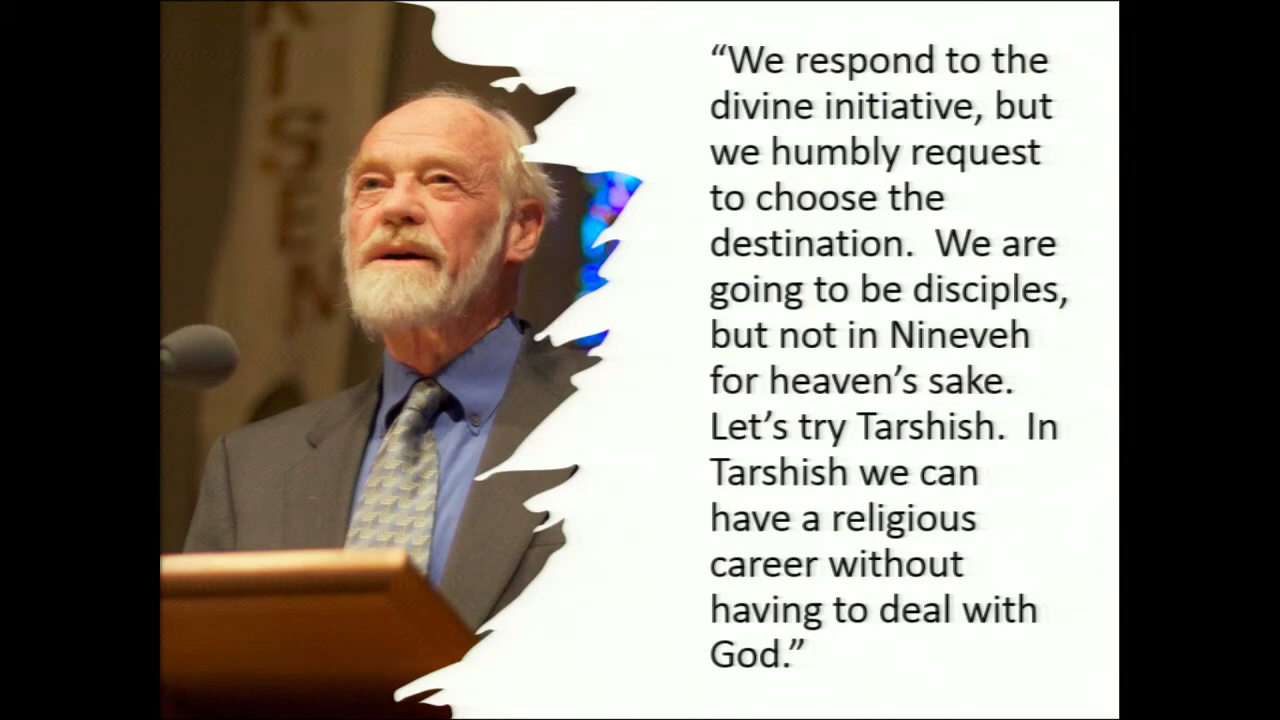 RISEN
“We respond to the
divine initiative, but
we humbly request
to choose the
destination.  We are
going to be disciples,
but not in Nineveh
for heaven’s sake.
Let’s try Tarshish.  In
Tarshish we can
have a religious
career without
having to deal with
God.”